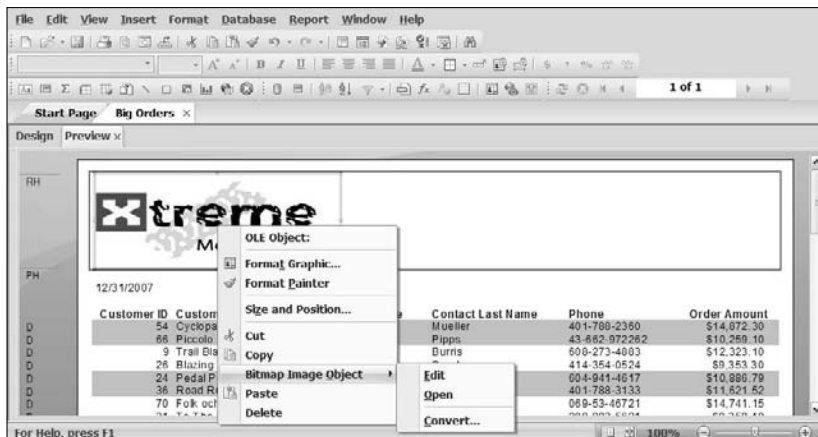 File Edit View Insert Format Database Report Window Help
B I U
1 of 1
Start Page Big Orders ×
Design Preview ×
RH
Xtreme
OLE Object:
Format Graphic...
PH
Format Painter
12/31/2007
Size and Position...
Customer ID Contact Last Name Phone Order Amount
D 54 Cyclopa Mueller 401-788-2360 $14,872.30
D 66 Piccolo Cut Pipps 43-662-972262 $10,259.10
D 9 Trail Bla Copy Burris 608-273-4883 $12,323.10
D 26 Blazing 414-354-0524 $9,353.30
Bitmap Image Object Edit
D 24 Pedal P 604-941-4617 $10,886.79
D 36 Road R Paste Open 401-788-3133 $11,621.52
D 70 Folk och 069-53-46721 $14,741.15
Delete Convert...
D
For Help, press F1 100%